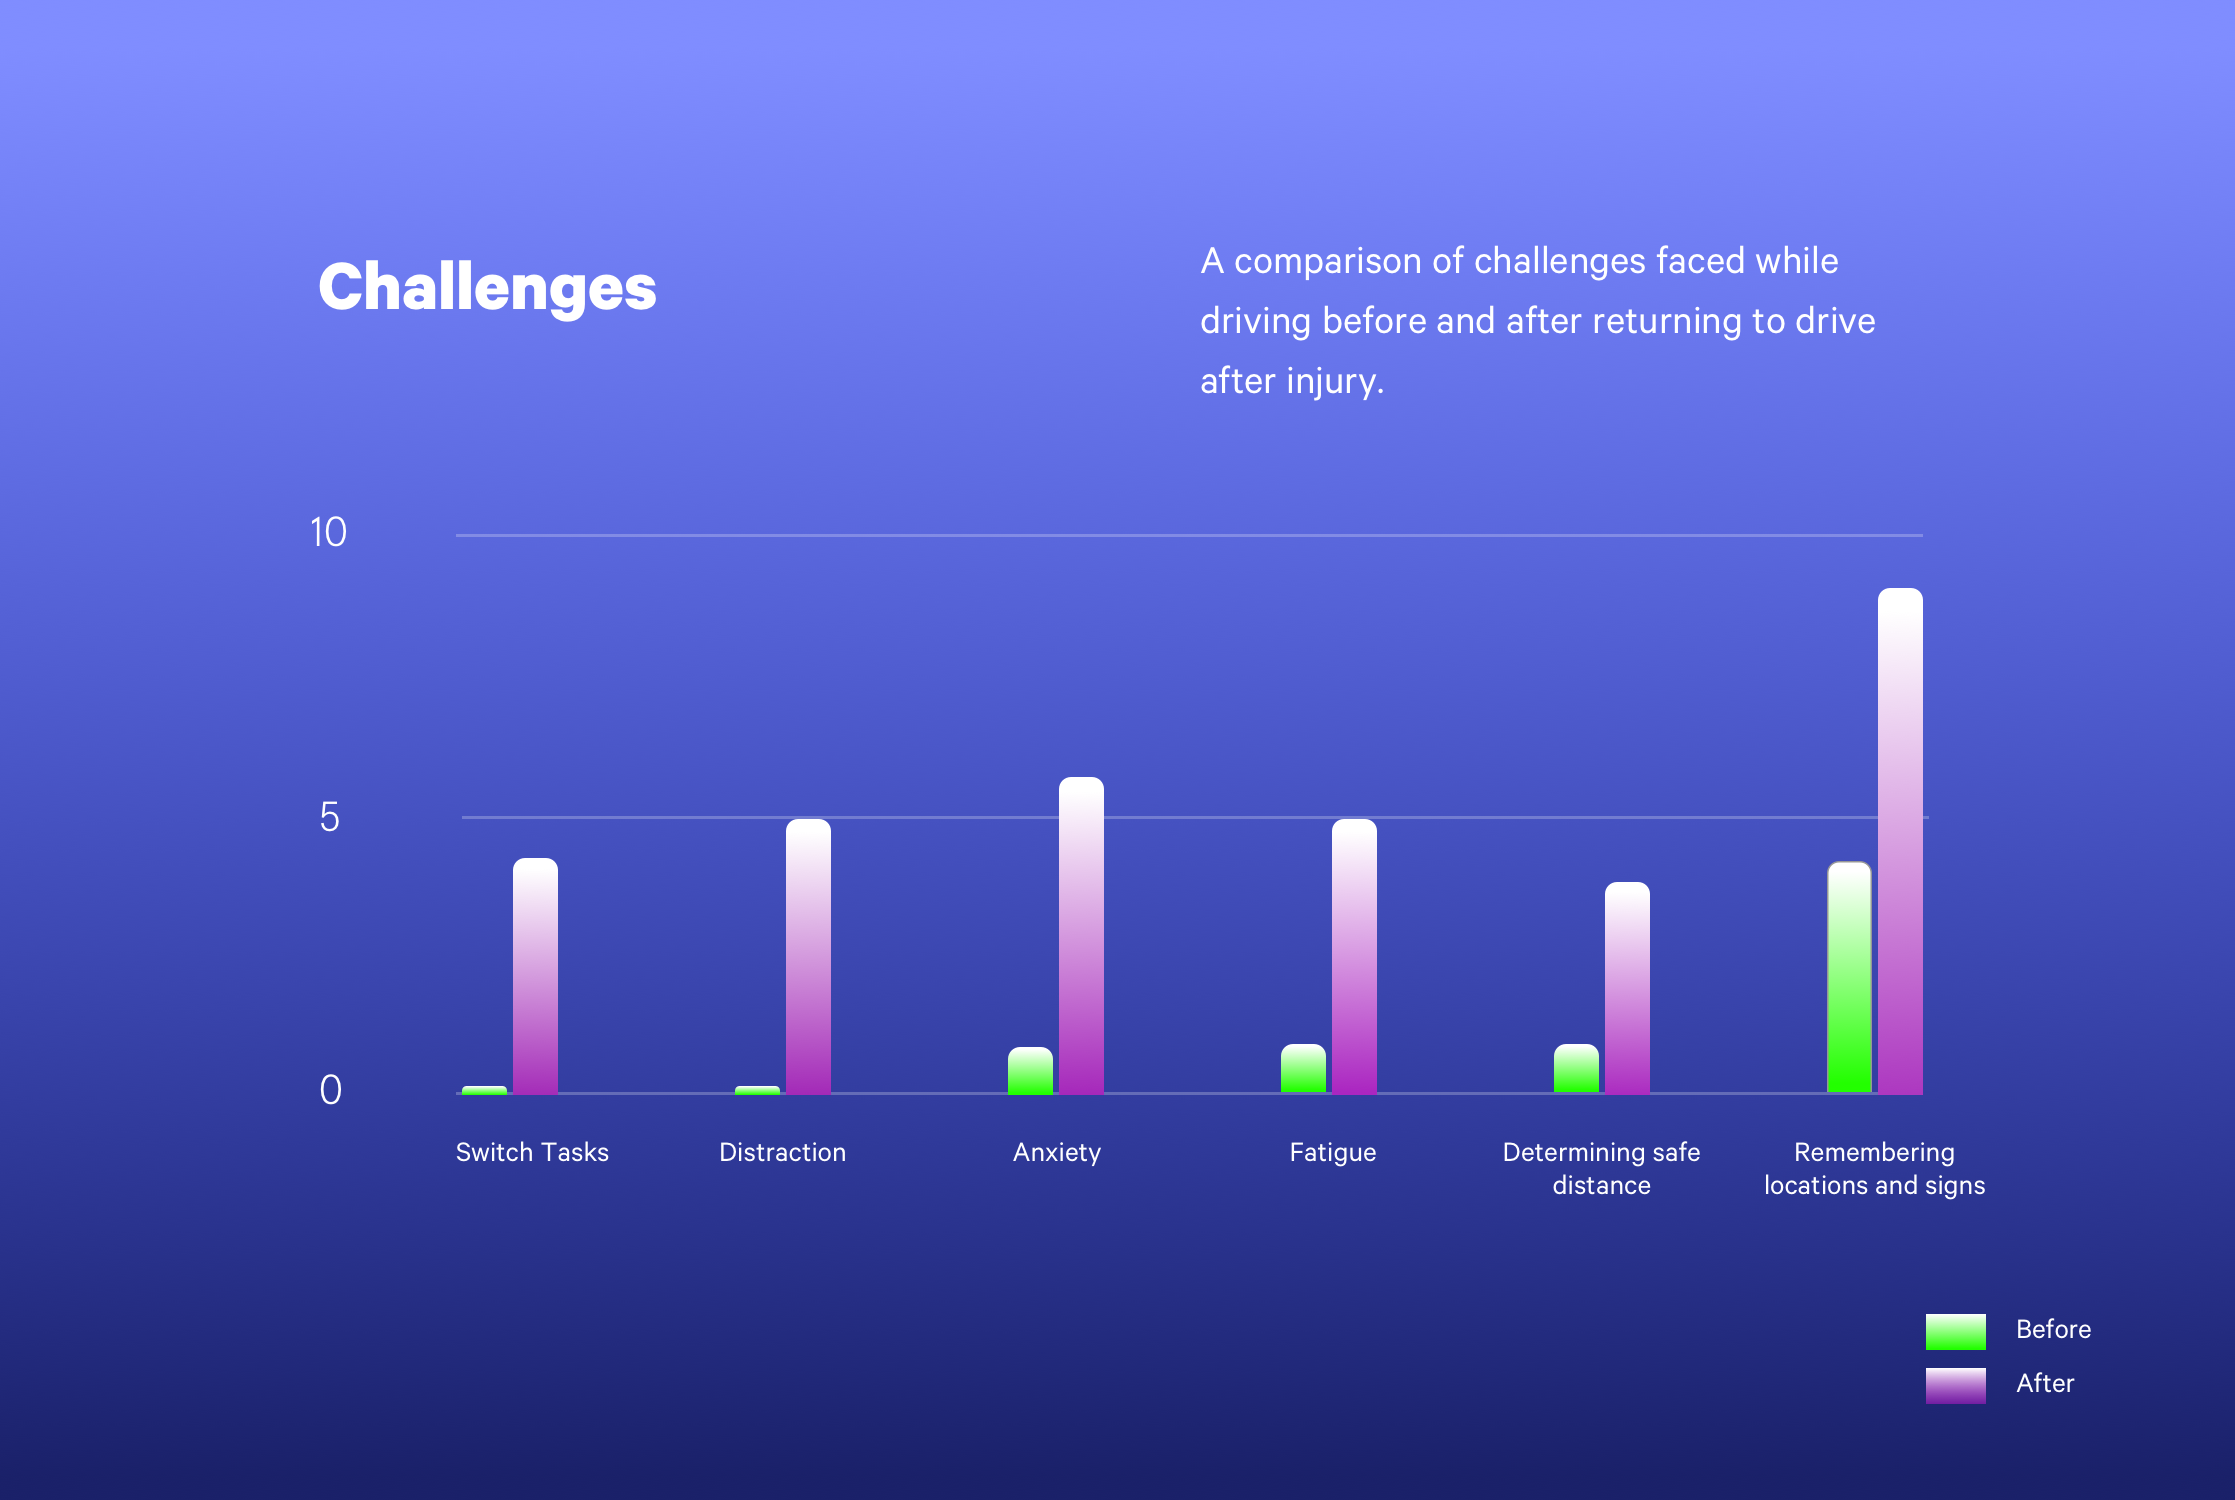 Challenges
A comparison of challenges faced while
driving before and after returning to drive
after injury.
10
5
0
Switch Tasks
Distraction
Anxiety
Fatigue
Determining safe
distance
Remembering
locations and signs
Before
After